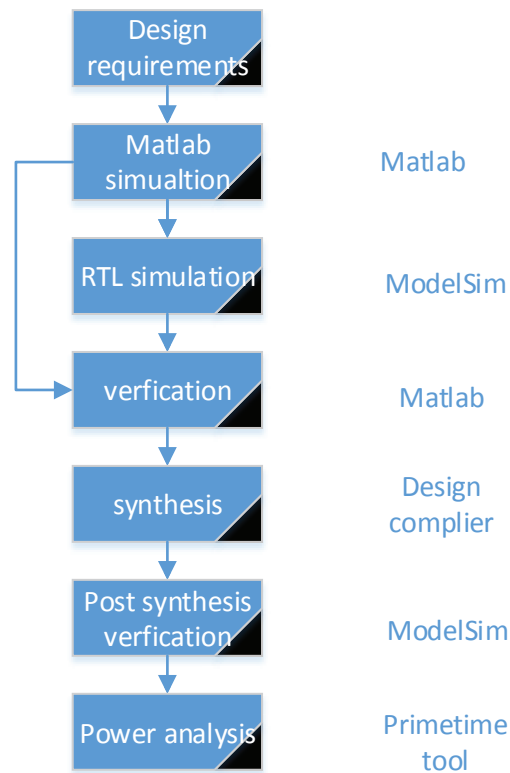 Design
requirements
Matlab
simualtion
Matlab
RTL simulation
ModelSim
verfication
Matlab
synthesis
Design
complier
Post synthesis
verfication
ModelSim
Power analysis
Primetime
tool